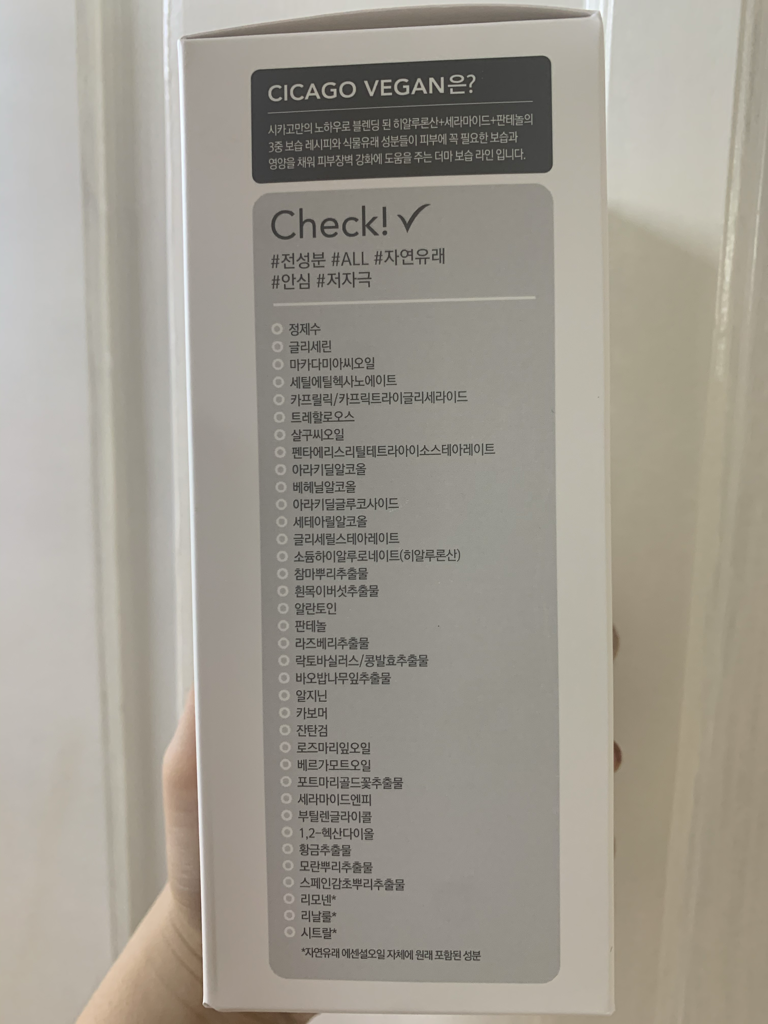 CICAGO VEGAN은?
시카고만의 노하우로 블렌딩 된 히알루론산+세라마이드+판테놀의
3중 보습 레시피와 식물유래 성분들이 피부에 꼭 필요한 보습과
영양을 채워 피부장벽 강화에 도움을 주는 더마 보습 라인 입니다.
Check! ✓
#전성분 #ALL #자연유래
#안심 #저자극
정제수
글리세린
마카다미아씨오일
세틸에틸헥사노에이트
카프릴릭/카프릭트라이글리세라이드
트레할로오스
살구씨오일
펜타에리스리틸테트라아이소스테아레이트
아라키딜알코올
베헤닐알코올
아라키딜글루코사이드
세테아릴알코올
글리세릴스테아레이트
소듐하이알루로네이트(히알루론산)
참마뿌리추출물
흰목이버섯추출물
알란토인
판테놀
라즈베리추출물
락토바실러스/콩발효추출물
바오밥나무잎추출물
알지닌
카보머
잔탄검
로즈마리잎오일
베르가모트오일
포트마리골드꽃추출물
세라마이드엔피
부틸렌글라이콜
1,2-헥산다이올
황금추출물
모란뿌리추출물
스페인감초뿌리추출물
리모넨*
리날룰*
시트랄*
*자연유래 에센셜오일 자체에 원래 포함된 성분